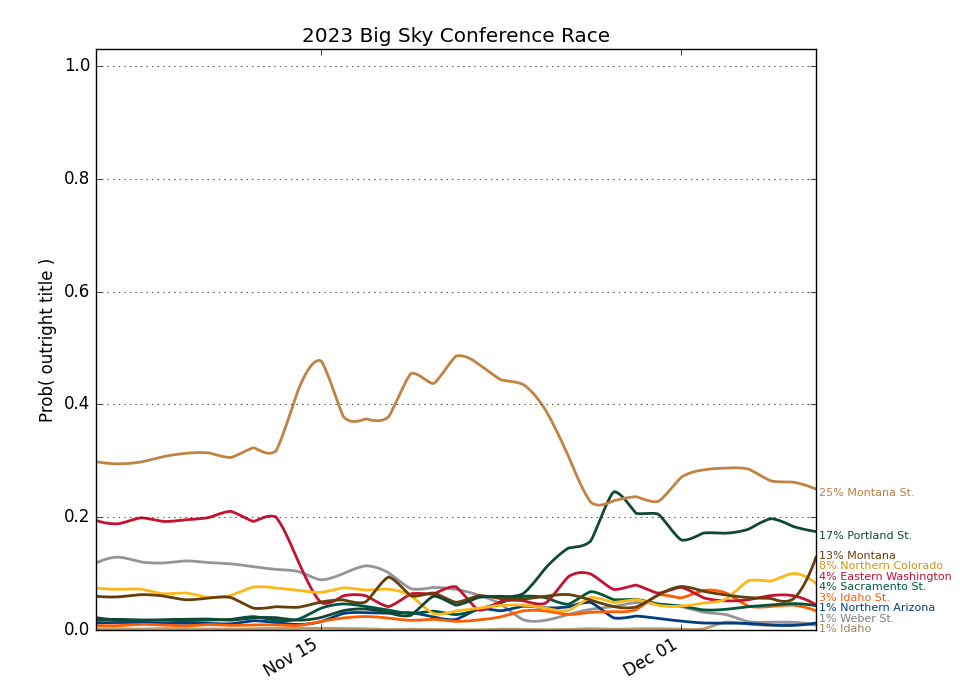 2023 Big Sky Conference Race
1.0
0.8
0.6
0.4
0.2
0.0
Prob( outright title )
Nov 15
Dec 01
25% Montana St.
17% Portland St.
13% Montana
8% Northern Colorado
4% Eastern Washington
4% Sacramento St.
3% Idaho St.
1% Northern Arizona
1% Weber St.
1% Idaho